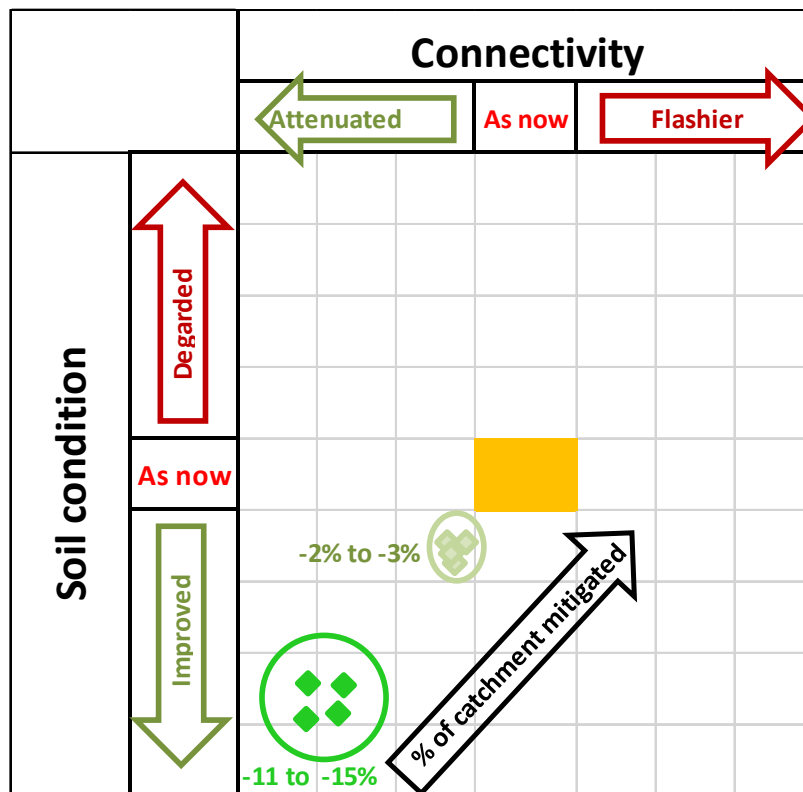 Connectivity
Attenuated
As now
Flashier
Soil condition
Degarded
As now
Improved
-2% to -3%
% of catchment mitigated
-11 to -15%